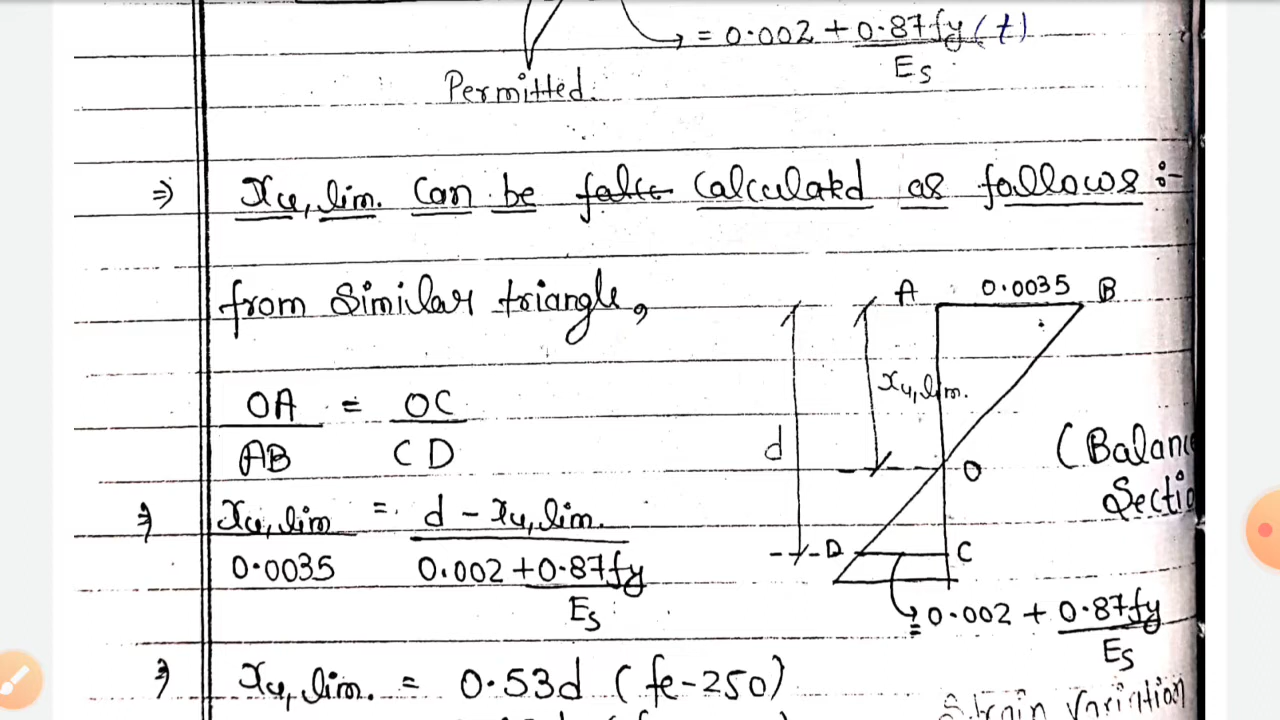 = 0.002 + 0.87fy (t)
Es
Permitted.
⇒ xu, lim. Can be calculated as follows :-
from Similar triangle,
A 0.0035 B
OA = OC
AB CD
xu, lim.
d
O
(Balanc
Sectio
⇒ xu, lim = d - xu, lim.
0.0035 0.002 + 0.87fy
Es
D C
= 0.002 + 0.87fy
Es
⇒ xu, lim. = 0.53d (fe-250)
Strain Variation